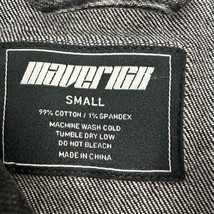 maverick
SMALL
99% COTTON / 1% SPANDEX
MACHINE WASH COLD
TUMBLE DRY LOW
DO NOT BLEACH
MADE IN CHINA